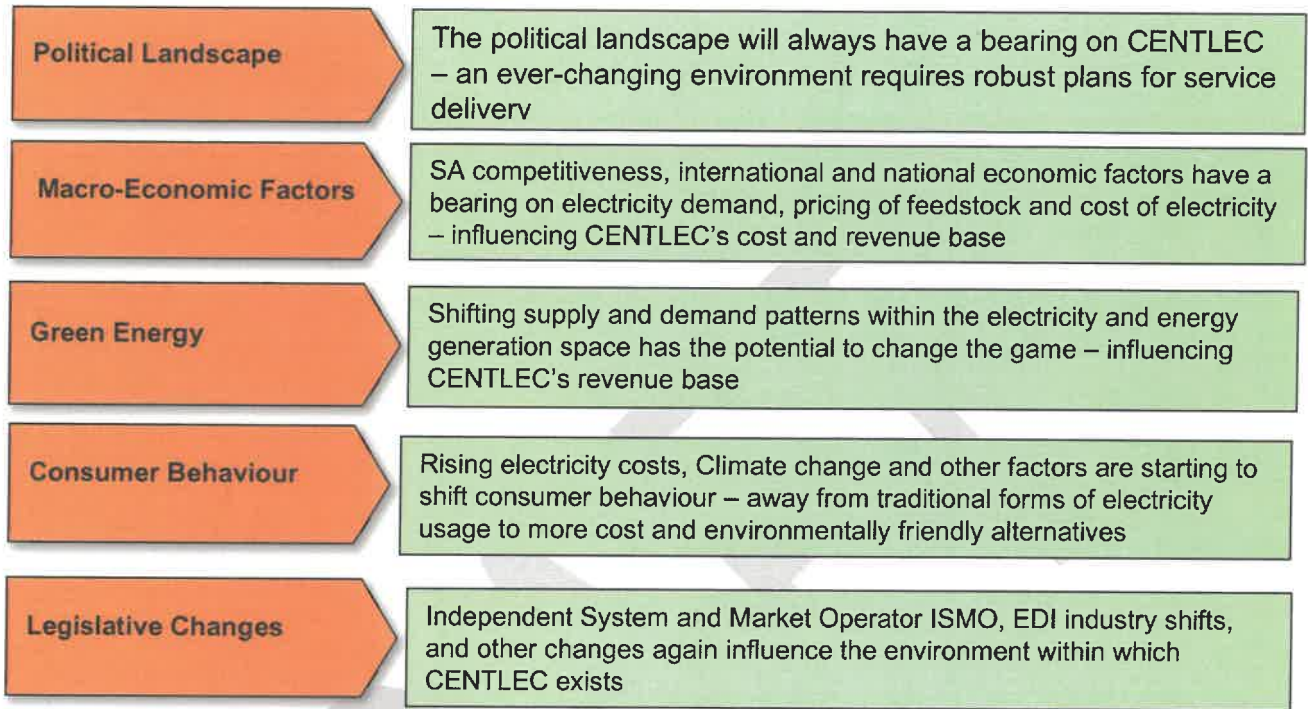 Political Landscape
The political landscape will always have a bearing on CENTLEC
– an ever-changing environment requires robust plans for service
delivery
Macro-Economic Factors
SA competitiveness, international and national economic factors have a
bearing on electricity demand, pricing of feedstock and cost of electricity
– influencing CENTLEC's cost and revenue base
Green Energy
Shifting supply and demand patterns within the electricity and energy
generation space has the potential to change the game – influencing
CENTLEC's revenue base
Consumer Behaviour
Rising electricity costs, Climate change and other factors are starting to
shift consumer behaviour – away from traditional forms of electricity
usage to more cost and environmentally friendly alternatives
Legislative Changes
Independent System and Market Operator ISMO, EDI industry shifts,
and other changes again influence the environment within which
CENTLEC exists